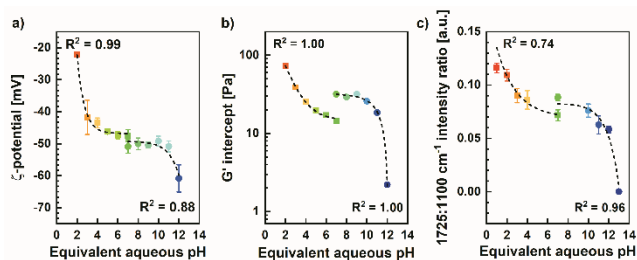 a)
R² = 0.99
-20
-30
-40
-50
-60
-70
ζ-potential [mV]
R² = 0.88
0 2 4 6 8 10 12 14
Equivalent aqueous pH
b)
R² = 1.00
100
10
1
G' intercept [Pa]
R² = 1.00
0 2 4 6 8 10 12 14
Equivalent aqueous pH
c)
R² = 0.74
0.15
0.10
0.05
0.00
1725:1100 cm⁻¹ intensity ratio [a.u.]
R² = 0.96
0 2 4 6 8 10 12 14
Equivalent aqueous pH